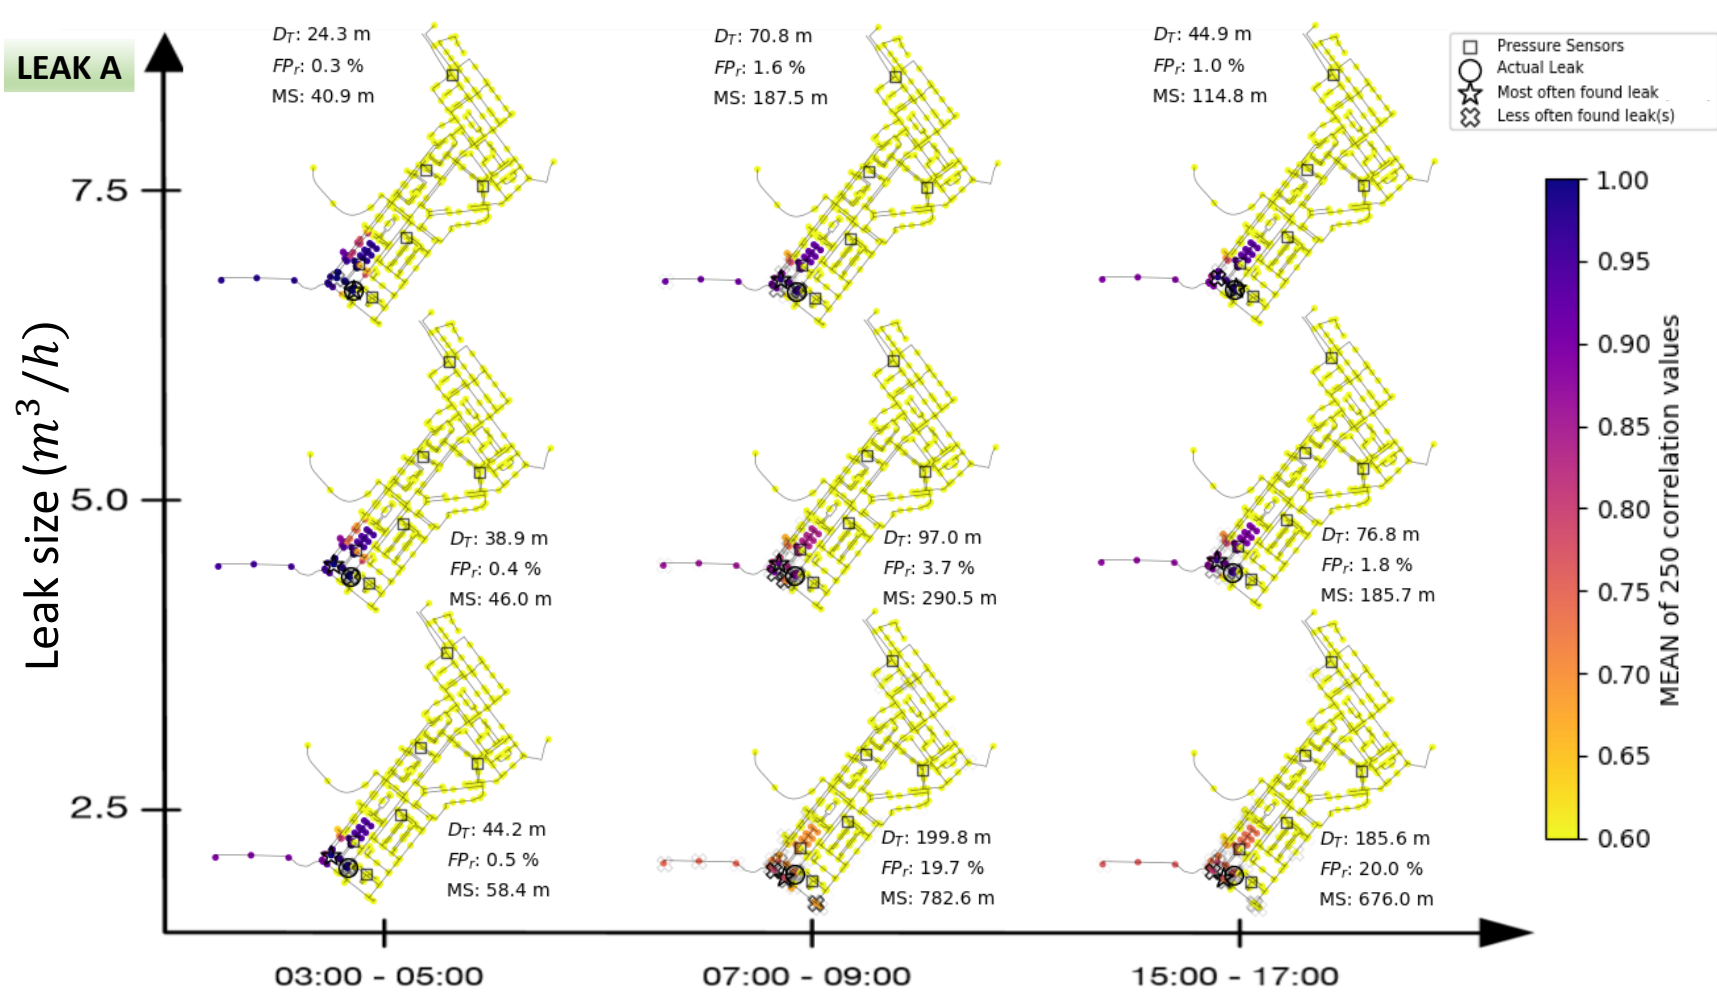 LEAK A
D_T: 24.3 m
FP_r: 0.3 %
MS: 40.9 m
D_T: 70.8 m
FP_r: 1.6 %
MS: 187.5 m
D_T: 44.9 m
FP_r: 1.0 %
MS: 114.8 m
Pressure Sensors
Actual Leak
Most often found leak
Less often found leak(s)
7.5
5.0
2.5
Leak size (m³/h)
D_T: 38.9 m
FP_r: 0.4 %
MS: 46.0 m
D_T: 97.0 m
FP_r: 3.7 %
MS: 290.5 m
D_T: 76.8 m
FP_r: 1.8 %
MS: 185.7 m
D_T: 44.2 m
FP_r: 0.5 %
MS: 58.4 m
D_T: 199.8 m
FP_r: 19.7 %
MS: 782.6 m
D_T: 185.6 m
FP_r: 20.0 %
MS: 676.0 m
1.00
0.95
0.90
0.85
0.80
0.75
0.70
0.65
0.60
MEAN of 250 correlation values
03:00 - 05:00
07:00 - 09:00
15:00 - 17:00